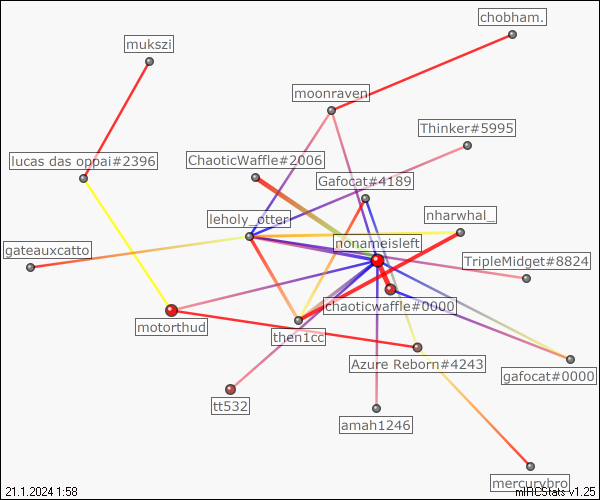 chobham.
mukszi
moonraven
Thinker#5995
lucas das oppai#2396
ChaoticWaffle#2006
Gafocat#4189
leholy_otter
nharwhal_
nonameisleft
gateauxcatto
TripleMidget#8824
chaoticwaffle#0000
motorthud
then1cc
Azure Reborn#4243
gafocat#0000
tt532
amah1246
mercurybro
21.1.2024 1:58
mIRCStats v1.25